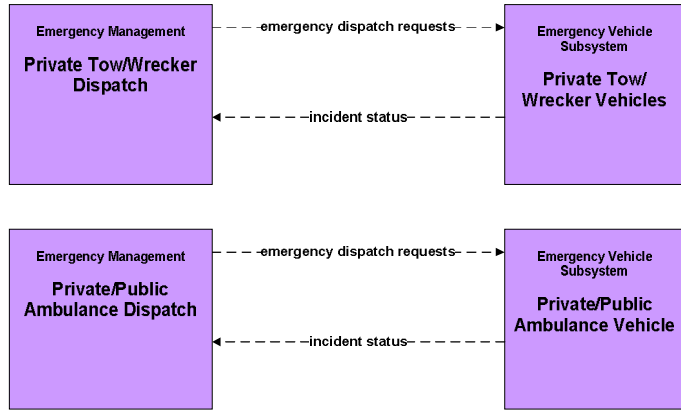 Emergency Management
Private Tow/Wrecker
Dispatch
emergency dispatch requests
incident status
Emergency Vehicle
Subsystem
Private Tow/
Wrecker Vehicles
Emergency Management
Private/Public
Ambulance Dispatch
emergency dispatch requests
incident status
Emergency Vehicle
Subsystem
Private/Public
Ambulance Vehicle